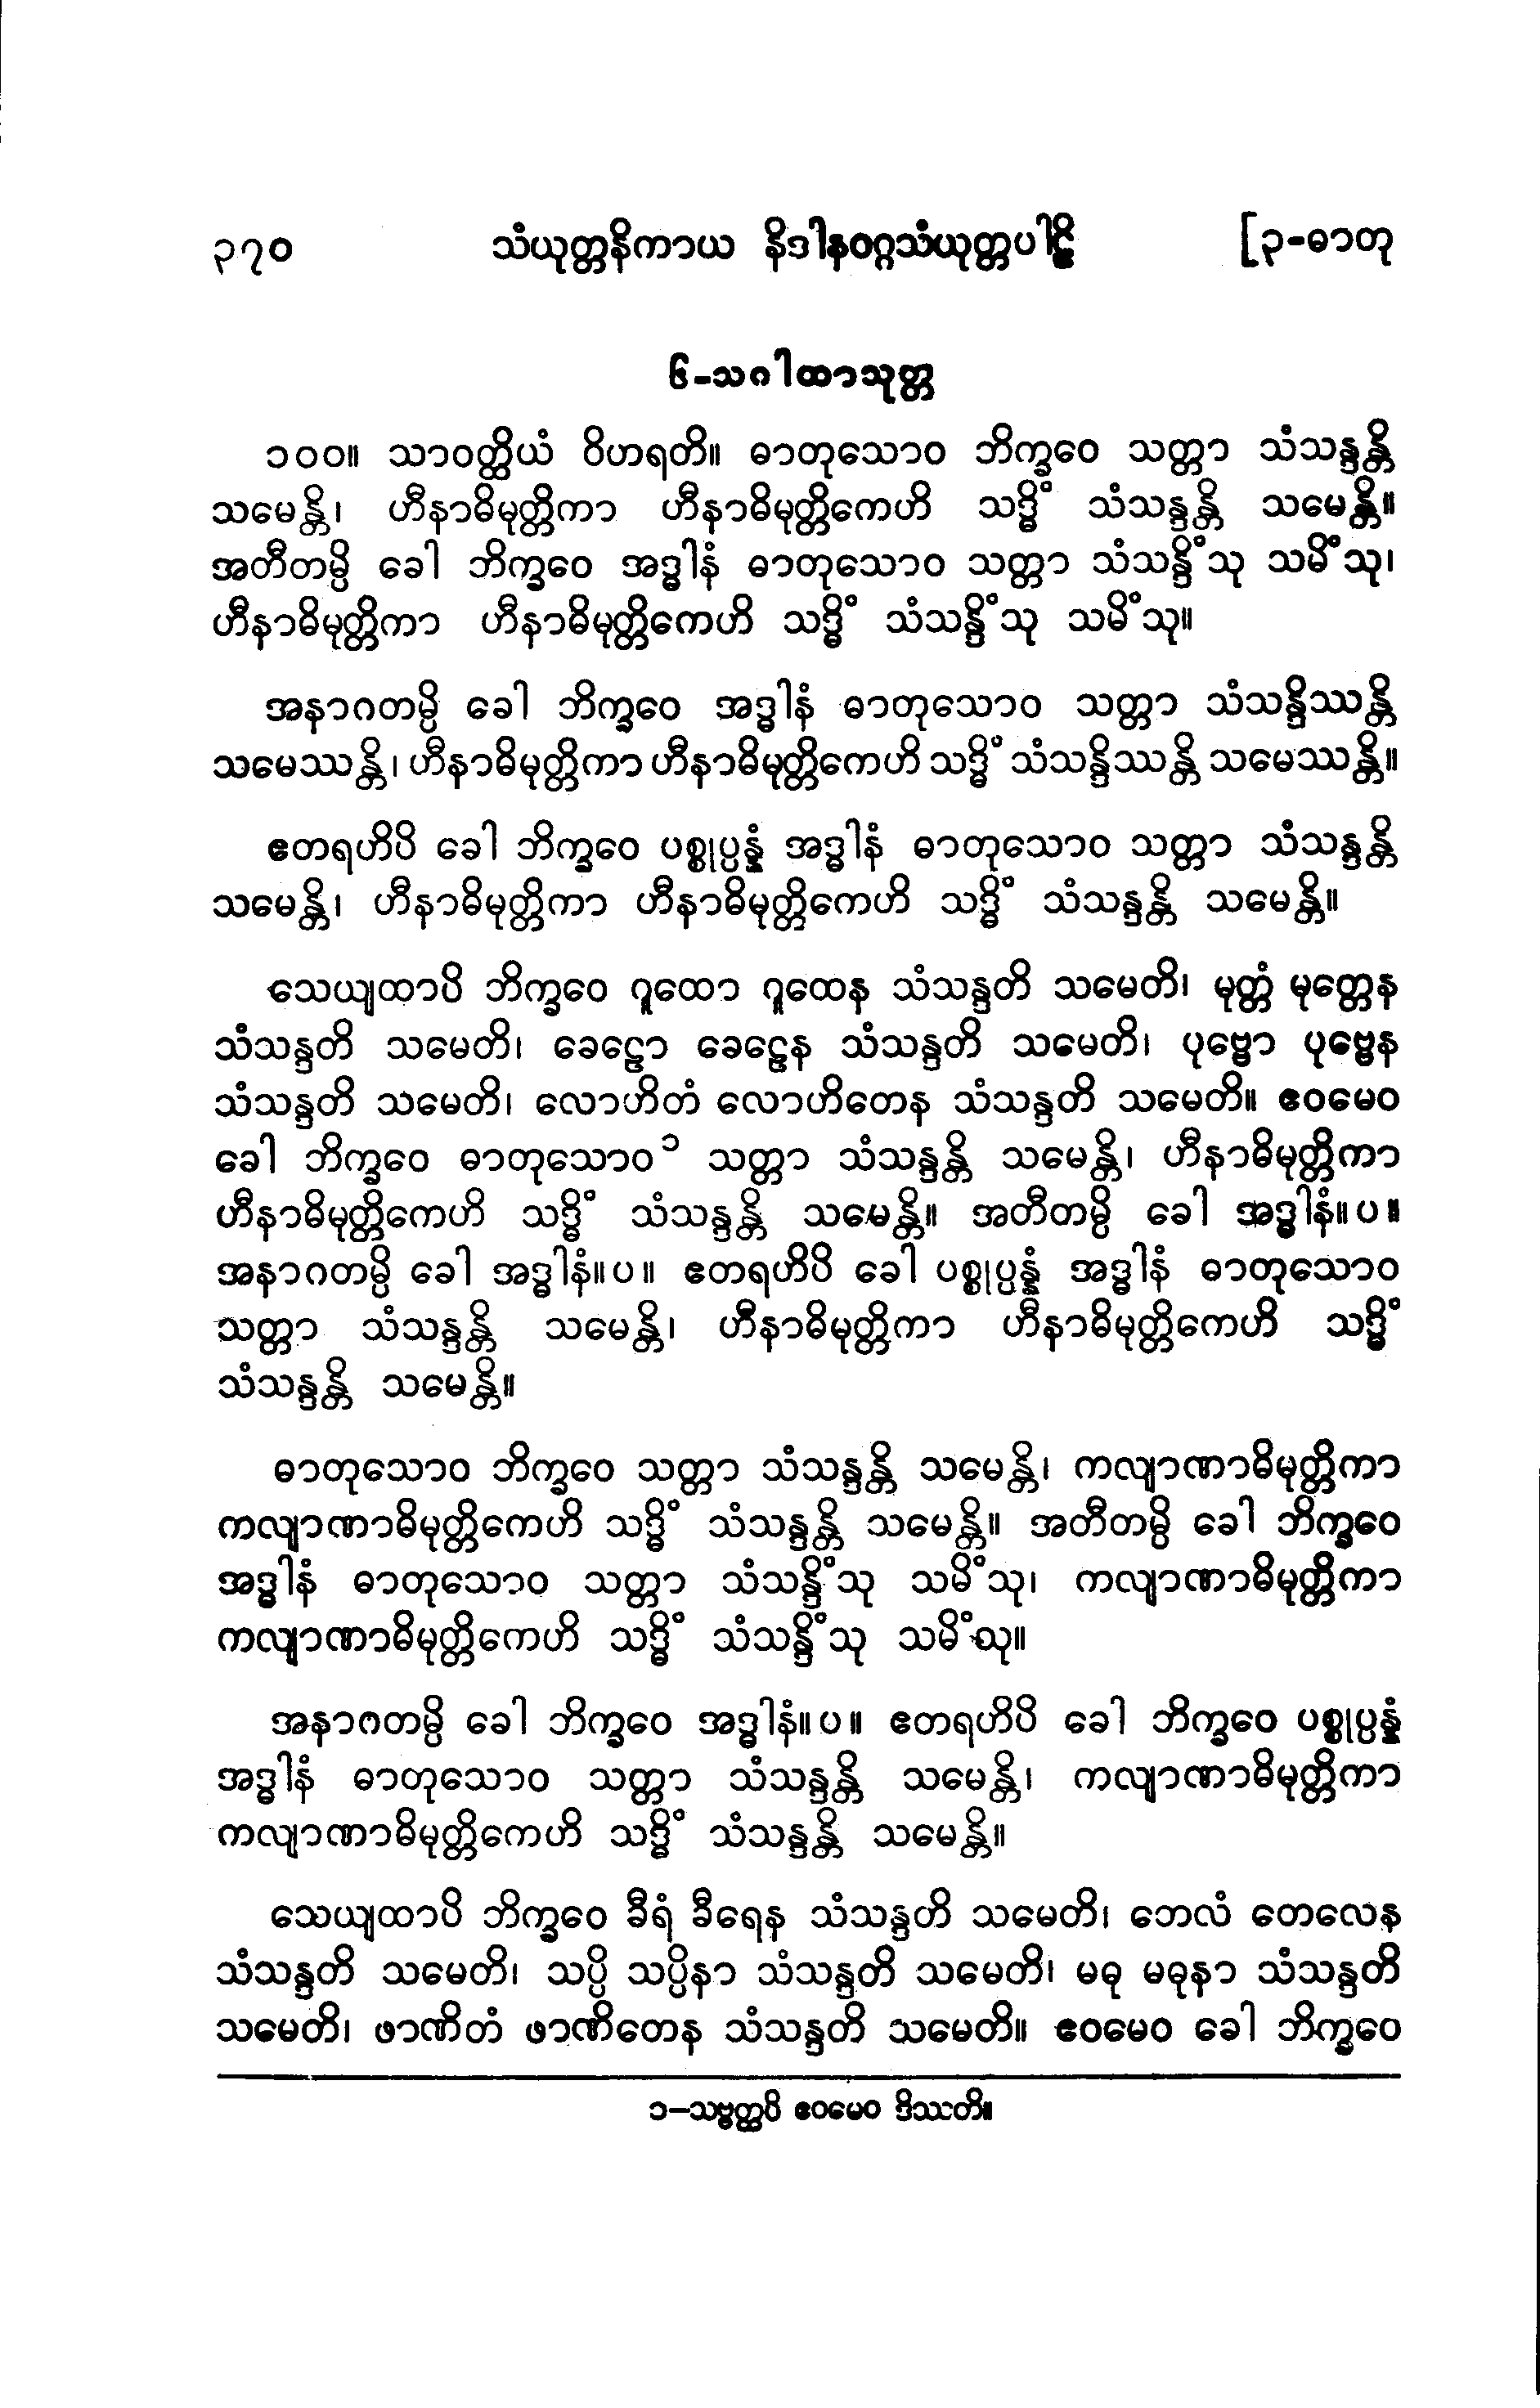 ၃၇၀ သံယုတ္တနိကာယ နိဒါနဝဂ္ဂသံယုတ္တပါဠိ [၃-ဓာတု
၆-သဂါထာသုတ္တ
၁၀၀။ သာဝတ္ထိယံ ဝိဟရတိ။ ဓာတုသောဝ ဘိက္ခဝေ သတ္တာ သံသန္ဒန္တိ
သမေန္တိ၊ ဟီနာဓိမုတ္တိကာ ဟီနာဓိမုတ္တိကေဟိ သဒ္ဓိံ သံသန္ဒန္တိ သမေန္တိ။
အတီတမ္ပိ ခေါ ဘိက္ခဝေ အဒ္ဓါနံ ဓာတုသောဝ သတ္တာ သံသန္ဒိံသု သမိံသု၊
ဟီနာဓိမုတ္တိကာ ဟီနာဓိမုတ္တိကေဟိ သဒ္ဓိံ သံသန္ဒိံသု သမိံသု။
အနာဂတမ္ပိ ခေါ ဘိက္ခဝေ အဒ္ဓါနံ ဓာတုသောဝ သတ္တာ သံသန္ဒိဿန္တိ
သမေဿန္တိ၊ ဟီနာဓိမုတ္တိကာ ဟီနာဓိမုတ္တိကေဟိ သဒ္ဓိံ သံသန္ဒိဿန္တိ သမေဿန္တိ။
ဧတရဟိပိ ခေါ ဘိက္ခဝေ ပစ္စုပ္ပန္နံ အဒ္ဓါနံ ဓာတုသောဝ သတ္တာ သံသန္ဒန္တိ
သမေန္တိ၊ ဟီနာဓိမုတ္တိကာ ဟီနာဓိမုတ္တိကေဟိ သဒ္ဓိံ သံသန္ဒန္တိ သမေန္တိ။
သေယျထာပိ ဘိက္ခဝေ ဂူထော ဂူထေန သံသန္ဒတိ သမေတိ၊ မုတ္တံ မုတ္တေန
သံသန္ဒတိ သမေတိ၊ ခေဠော ခေဠေန သံသန္ဒတိ သမေတိ၊ ပုဗ္ဗော ပုဗ္ဗေန
သံသန္ဒတိ သမေတိ၊ လောဟိတံ လောဟိတေန သံသန္ဒတိ သမေတိ။ ဧဝမေဝ
ခေါ ဘိက္ခဝေ ဓာတုသောဝ၁ သတ္တာ သံသန္ဒန္တိ သမေန္တိ၊ ဟီနာဓိမုတ္တိကာ
ဟီနာဓိမုတ္တိကေဟိ သဒ္ဓိံ သံသန္ဒန္တိ သမေန္တိ။ အတီတမ္ပိ ခေါ အဒ္ဓါနံ။ပ။
အနာဂတမ္ပိ ခေါ အဒ္ဓါနံ။ပ။ ဧတရဟိပိ ခေါ ပစ္စုပ္ပန္နံ အဒ္ဓါနံ ဓာတုသောဝ
သတ္တာ သံသန္ဒန္တိ သမေန္တိ၊ ဟီနာဓိမုတ္တိကာ ဟီနာဓိမုတ္တိကေဟိ သဒ္ဓိံ
သံသန္ဒန္တိ သမေန္တိ။
ဓာတုသောဝ ဘိက္ခဝေ သတ္တာ သံသန္ဒန္တိ သမေန္တိ၊ ကလျာဏာဓိမုတ္တိကာ
ကလျာဏာဓိမုတ္တိကေဟိ သဒ္ဓိံ သံသန္ဒန္တိ သမေန္တိ။ အတီတမ္ပိ ခေါ ဘိက္ခဝေ
အဒ္ဓါနံ ဓာတုသောဝ သတ္တာ သံသန္ဒိံသု သမိံသု၊ ကလျာဏာဓိမုတ္တိကာ
ကလျာဏာဓိမုတ္တိကေဟိ သဒ္ဓိံ သံသန္ဒိံသု သမိံသု။
အနာဂတမ္ပိ ခေါ ဘိက္ခဝေ အဒ္ဓါနံ။ပ။ ဧတရဟိပိ ခေါ ဘိက္ခဝေ ပစ္စုပ္ပန္နံ
အဒ္ဓါနံ ဓာတုသောဝ သတ္တာ သံသန္ဒန္တိ သမေန္တိ၊ ကလျာဏာဓိမုတ္တိကာ
ကလျာဏာဓိမုတ္တိကေဟိ သဒ္ဓိံ သံသန္ဒန္တိ သမေန္တိ။
သေယျထာပိ ဘိက္ခဝေ ခီရံ ခီရေန သံသန္ဒတိ သမေတိ၊ တေလံ တေလေန
သံသန္ဒတိ သမေတိ၊ သပ္ပိ သပ္ပိနာ သံသန္ဒတိ သမေတိ၊ မဓု မဓုနာ သံသန္ဒတိ
သမေတိ၊ ဖာဏိတံ ဖာဏိတေန သံသန္ဒတိ သမေတိ။ ဧဝမေဝ ခေါ ဘိက္ခဝေ
၁–သဗ္ဗတ္ထပိ ဧဝမေဝ ဒိဿတိ။